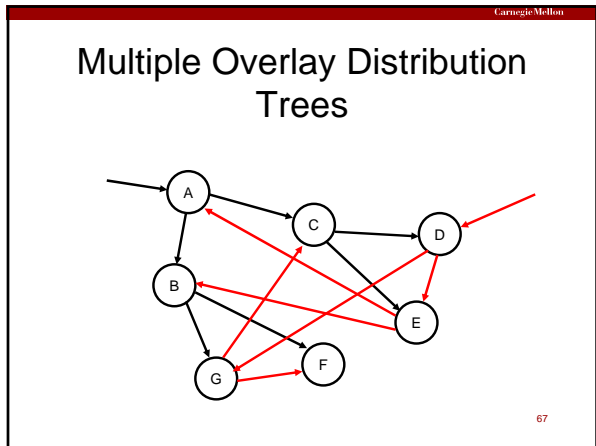 Carnegie Mellon
Multiple Overlay Distribution
Trees
A
C
D
B
E
F
G
67